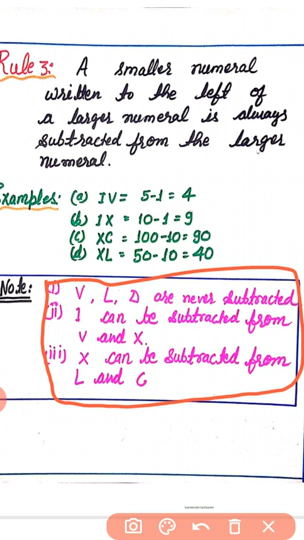 Rule 3:- A smaller numeral
written to the left of
a larger numeral is always
subtracted from the larger
numeral.
Examples:- (a) IV = 5-1 = 4
(b) IX = 10-1 = 9
(c) XC = 100-10 = 90
(d) XL = 50-10 = 40
Note: i) V, L, D are never subtracted
ii) I can be subtracted from
V and X.
iii) X can be subtracted from
L and C